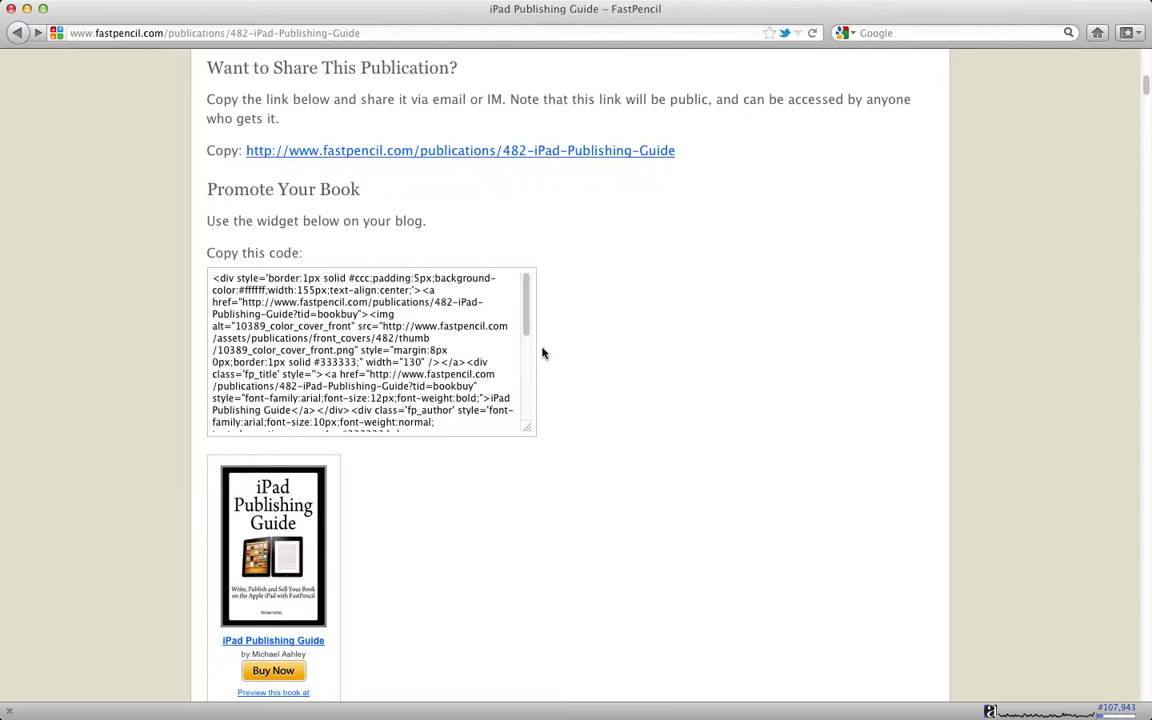 iPad Publishing Guide – FastPencil
www.fastpencil.com/publications/482-iPad-Publishing-Guide
Google
Want to Share This Publication?
Copy the link below and share it via email or IM. Note that this link will be public, and can be accessed by anyone
who gets it.
Copy: http://www.fastpencil.com/publications/482-iPad-Publishing-Guide
Promote Your Book
Use the widget below on your blog.
Copy this code:
<div style='border:1px solid #ccc;padding:5px;background-
color:#ffffff;width:155px;text-align:center;'><a
href="http://www.fastpencil.com/publications/482-iPad-
Publishing-Guide?tid=bookbuy"><img
alt="10389_color_cover_front" src="http://www.fastpencil.com
/assets/publications/front_covers/482/thumb
/10389_color_cover_front.png" style="margin:8px
0px;border:1px solid #333333;" width="130" /></a><div
class='fp_title' style=''><a href="http://www.fastpencil.com
/publications/482-iPad-Publishing-Guide?tid=bookbuy"
style="font-family:arial;font-size:12px;font-weight:bold;">iPad
Publishing Guide</a></div><div class='fp_author' style='font-
family:arial;font-size:10px;font-weight:normal;
iPad
Publishing
Guide
Write, Publish and Sell Your Book
on the Apple iPad with FastPencil
Michael Ashley
iPad Publishing Guide
by Michael Ashley
Buy Now
Preview this book at
a
#107,943